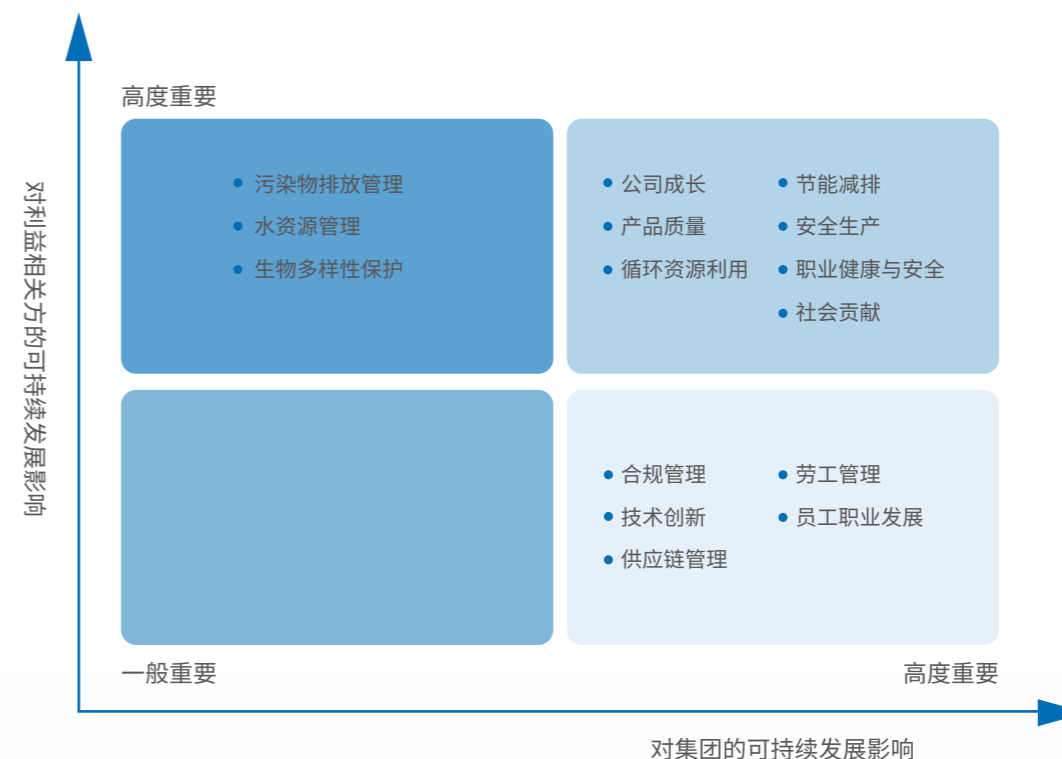 高度重要
对利益相关方的可持续发展影响
污染物排放管理
水资源管理
生物多样性保护
公司成长
产品质量
循环资源利用
节能减排
安全生产
职业健康与安全
社会贡献
合规管理
技术创新
供应链管理
劳工管理
员工职业发展
一般重要
高度重要
对集团的可持续发展影响